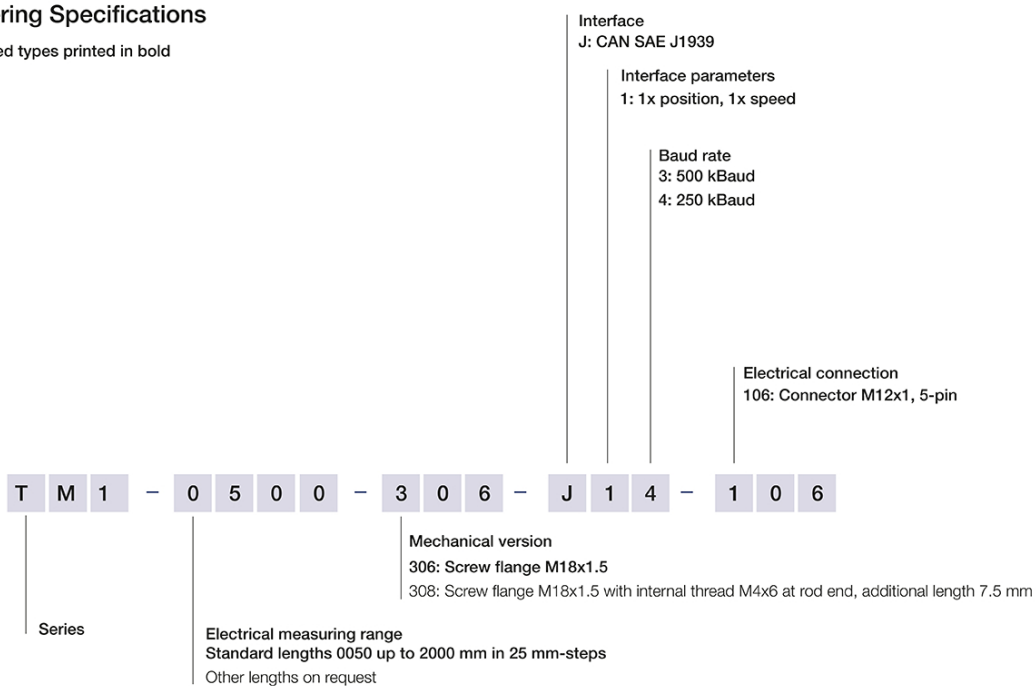 ring Specifications
ed types printed in bold
Interface
J: CAN SAE J1939
Interface parameters
1: 1x position, 1x speed
Baud rate
3: 500 kBaud
4: 250 kBaud
Electrical connection
106: Connector M12x1, 5-pin
T M 1 – 0 5 0 0 – 3 0 6 – J 1 4 – 1 0 6
Mechanical version
306: Screw flange M18x1.5
308: Screw flange M18x1.5 with internal thread M4x6 at rod end, additional length 7.5 mm
Series
Electrical measuring range
Standard lengths 0050 up to 2000 mm in 25 mm-steps
Other lengths on request